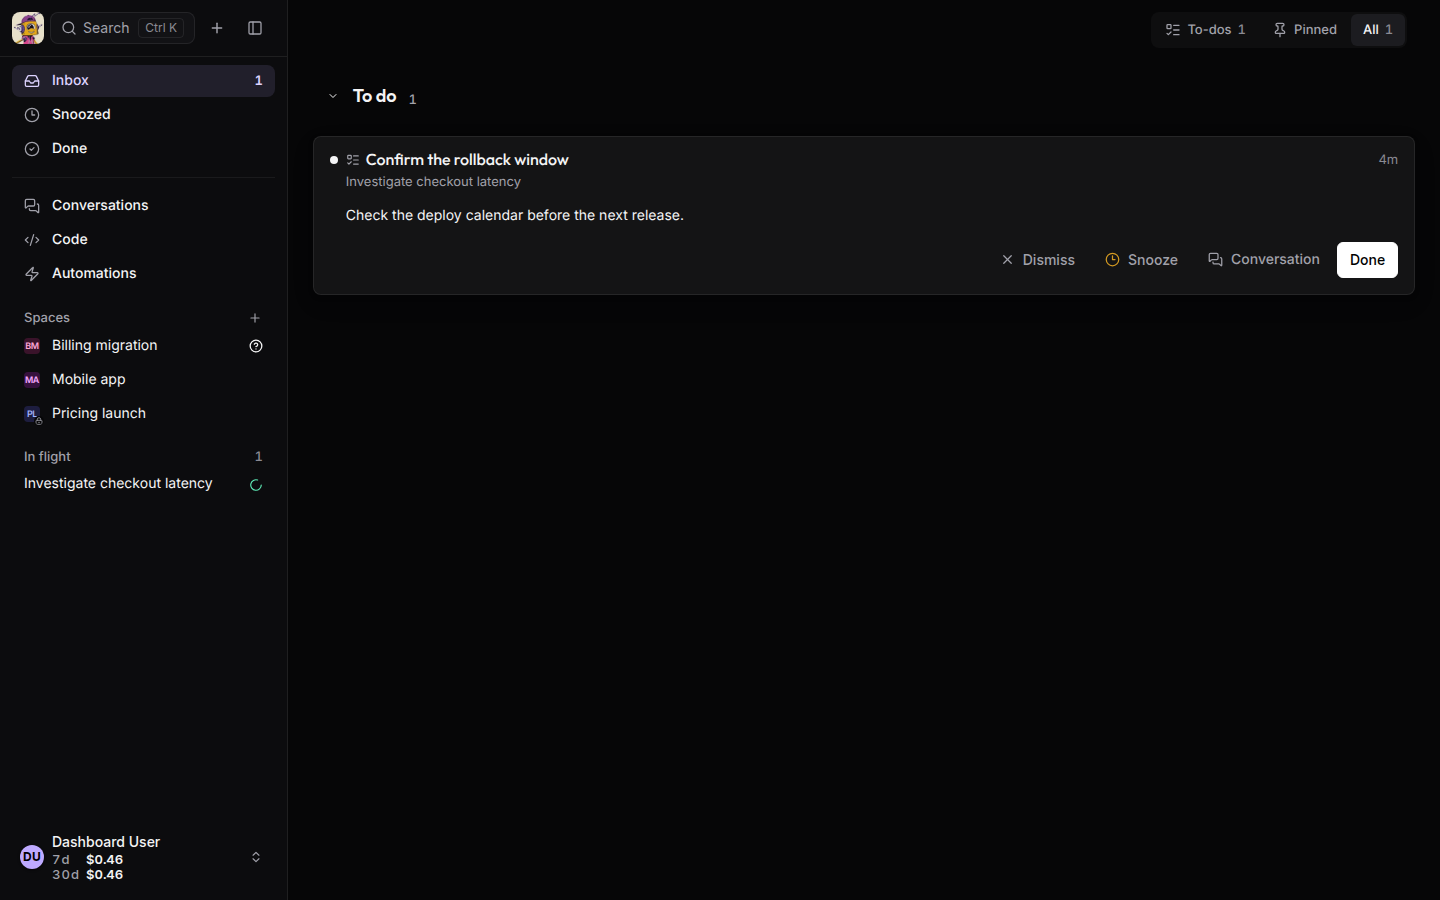 Search Ctrl K
To-dos 1 Pinned All 1
Inbox 1
Snoozed
Done
Conversations
Code
Automations
Spaces
BM Billing migration
MA Mobile app
PL Pricing launch
In flight 1
Investigate checkout latency
To do 1
Confirm the rollback window 4m
Investigate checkout latency
Check the deploy calendar before the next release.
Dismiss Snooze Conversation Done
DU Dashboard User
7d $0.46
30d $0.46